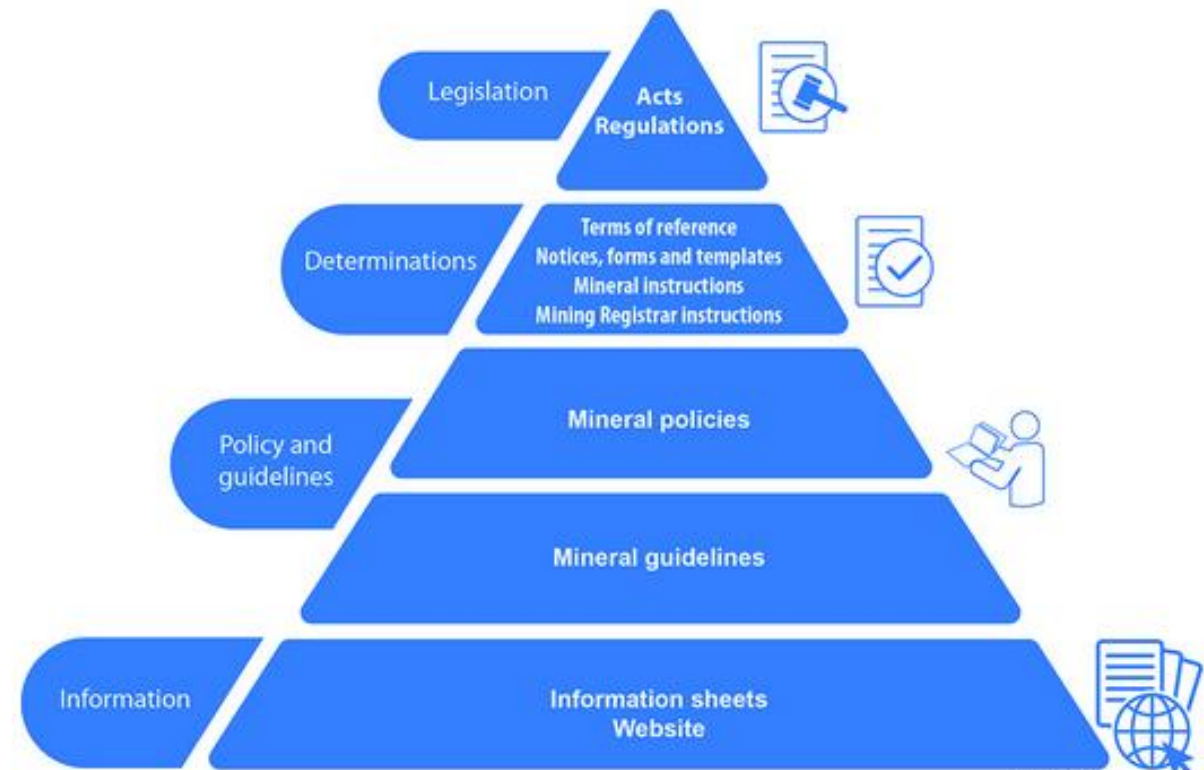 Legislation
Acts
Regulations
Determinations
Terms of reference
Notices, forms and templates
Mineral instructions
Mining Registrar instructions
Policy and
guidelines
Mineral policies
Mineral guidelines
Information
Information sheets
Website